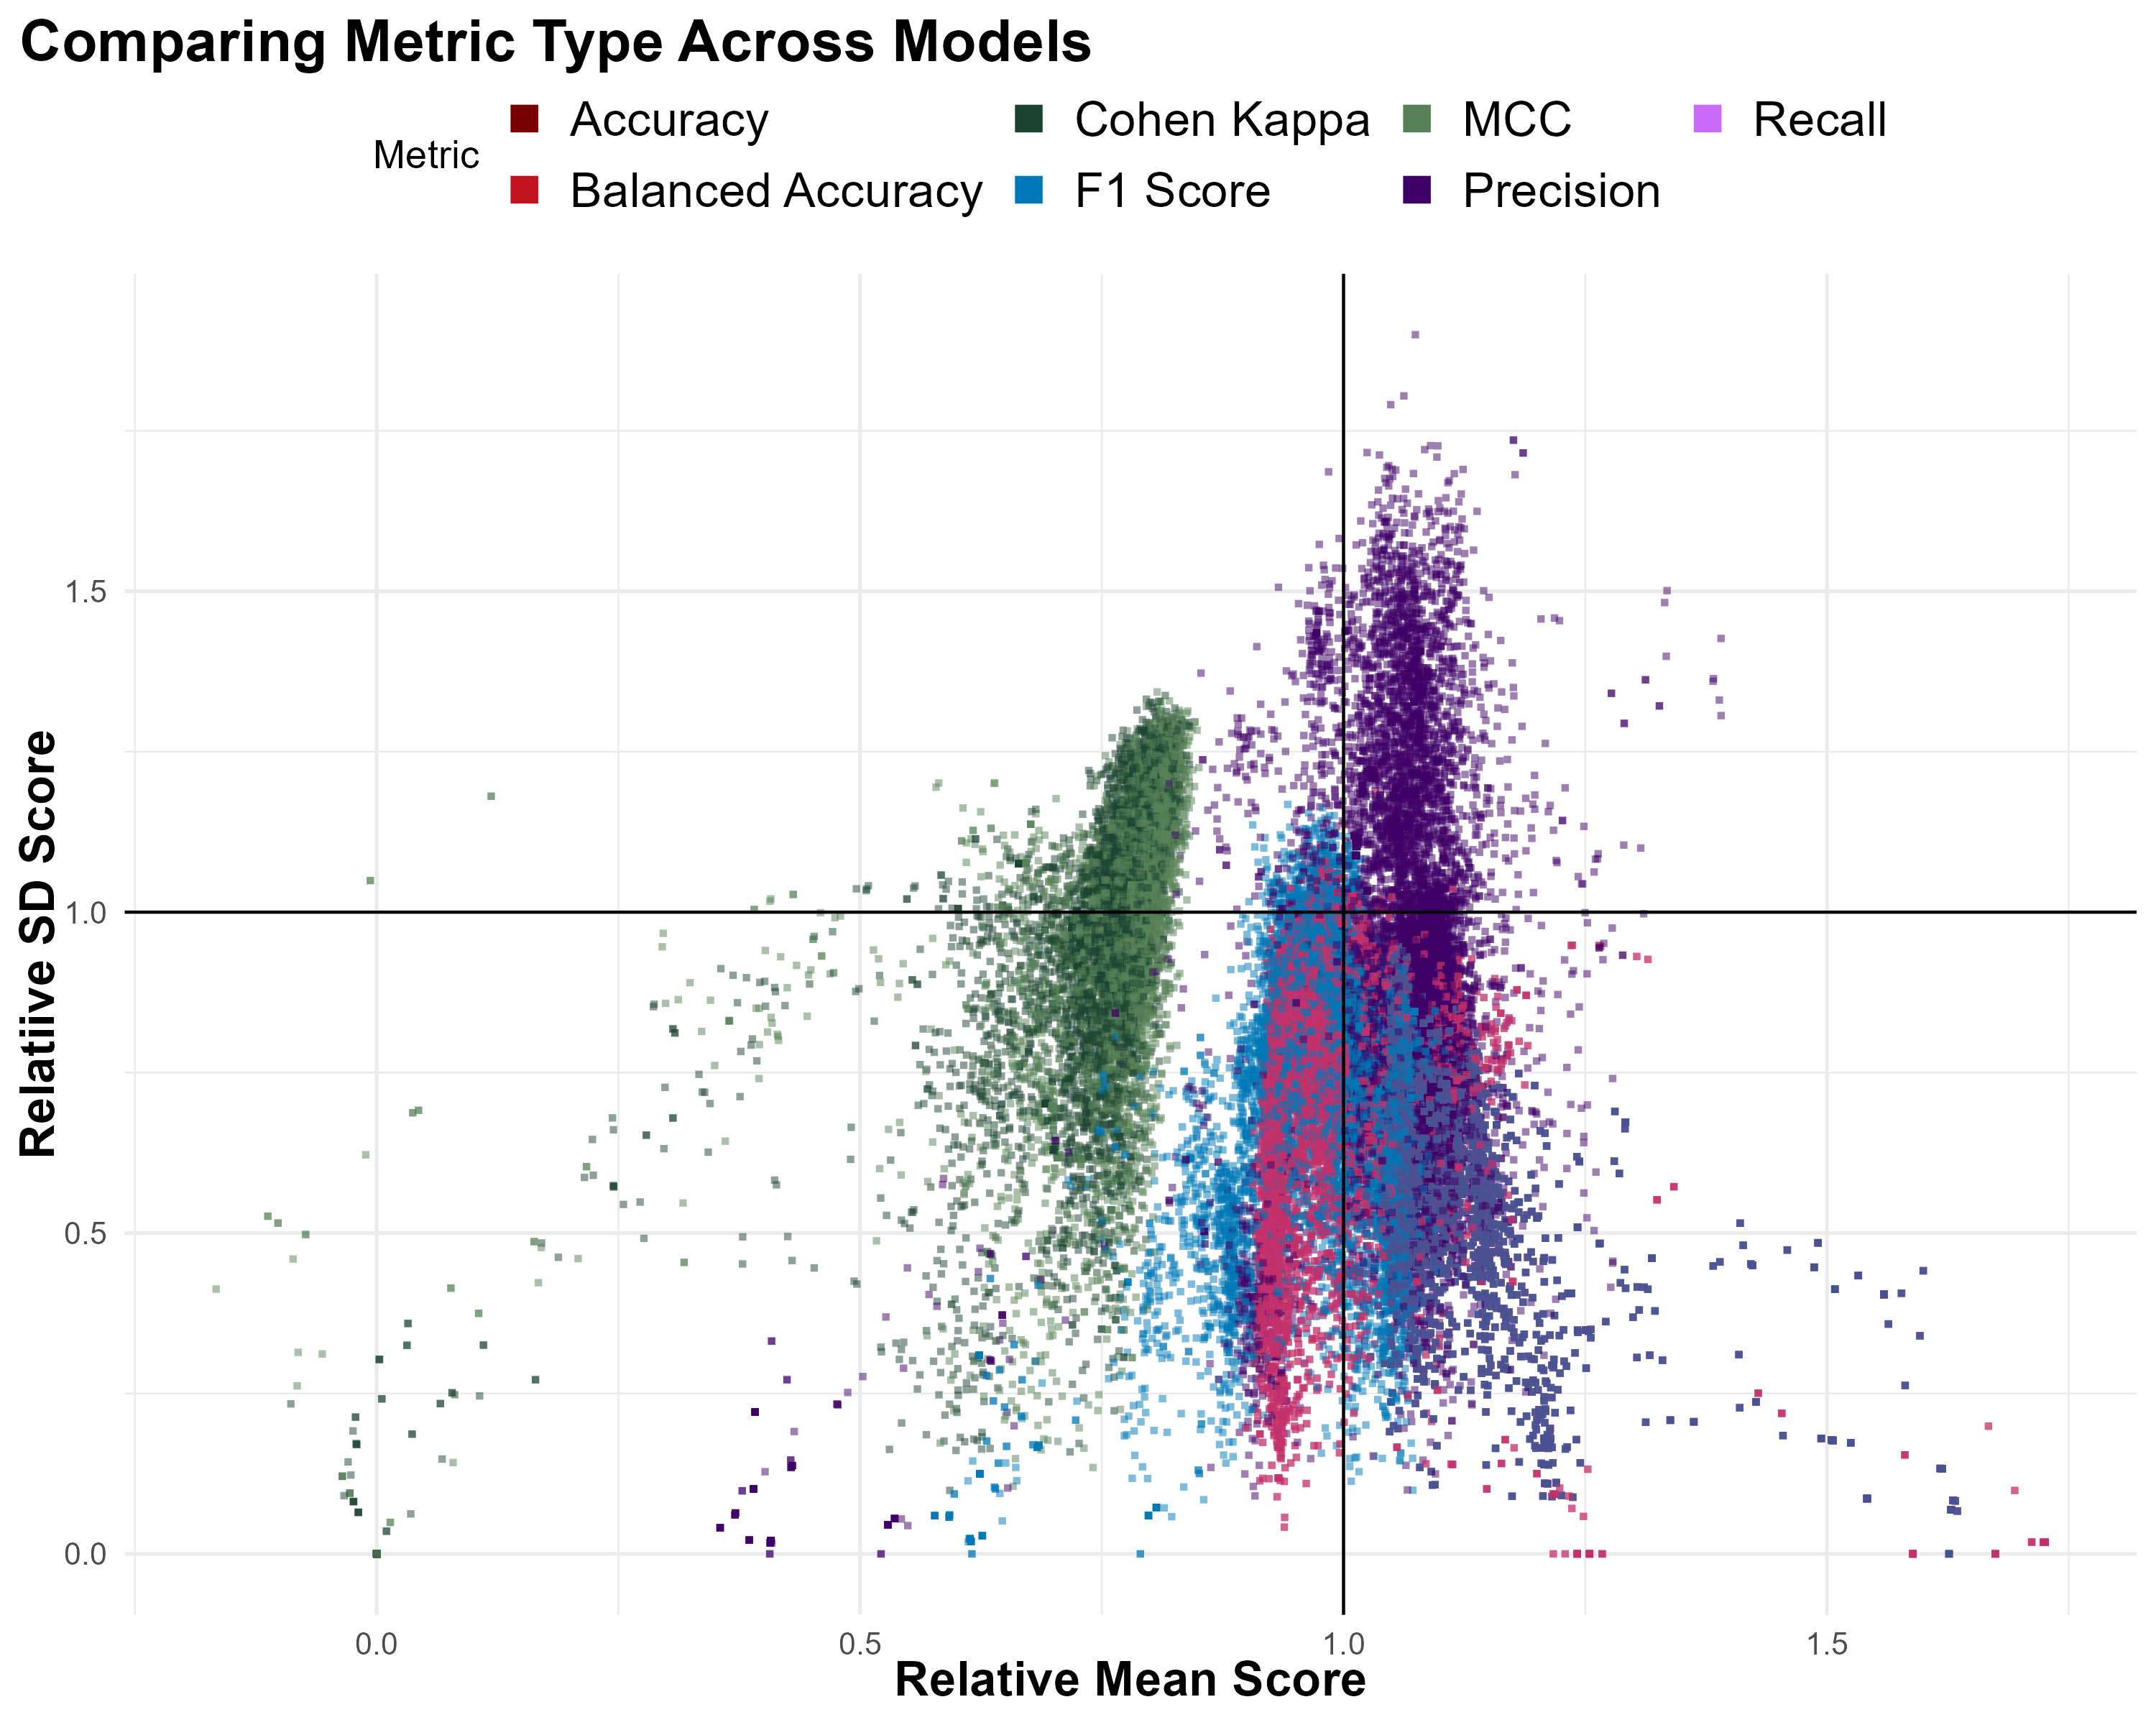 Comparing Metric Type Across Models
Metric
Accuracy
Cohen Kappa
MCC
Recall
Balanced Accuracy
F1 Score
Precision
Relatiive SD Score
1.5
1.0
0.5
0.0
0.0
0.5
1.0
1.5
Relative Mean Score